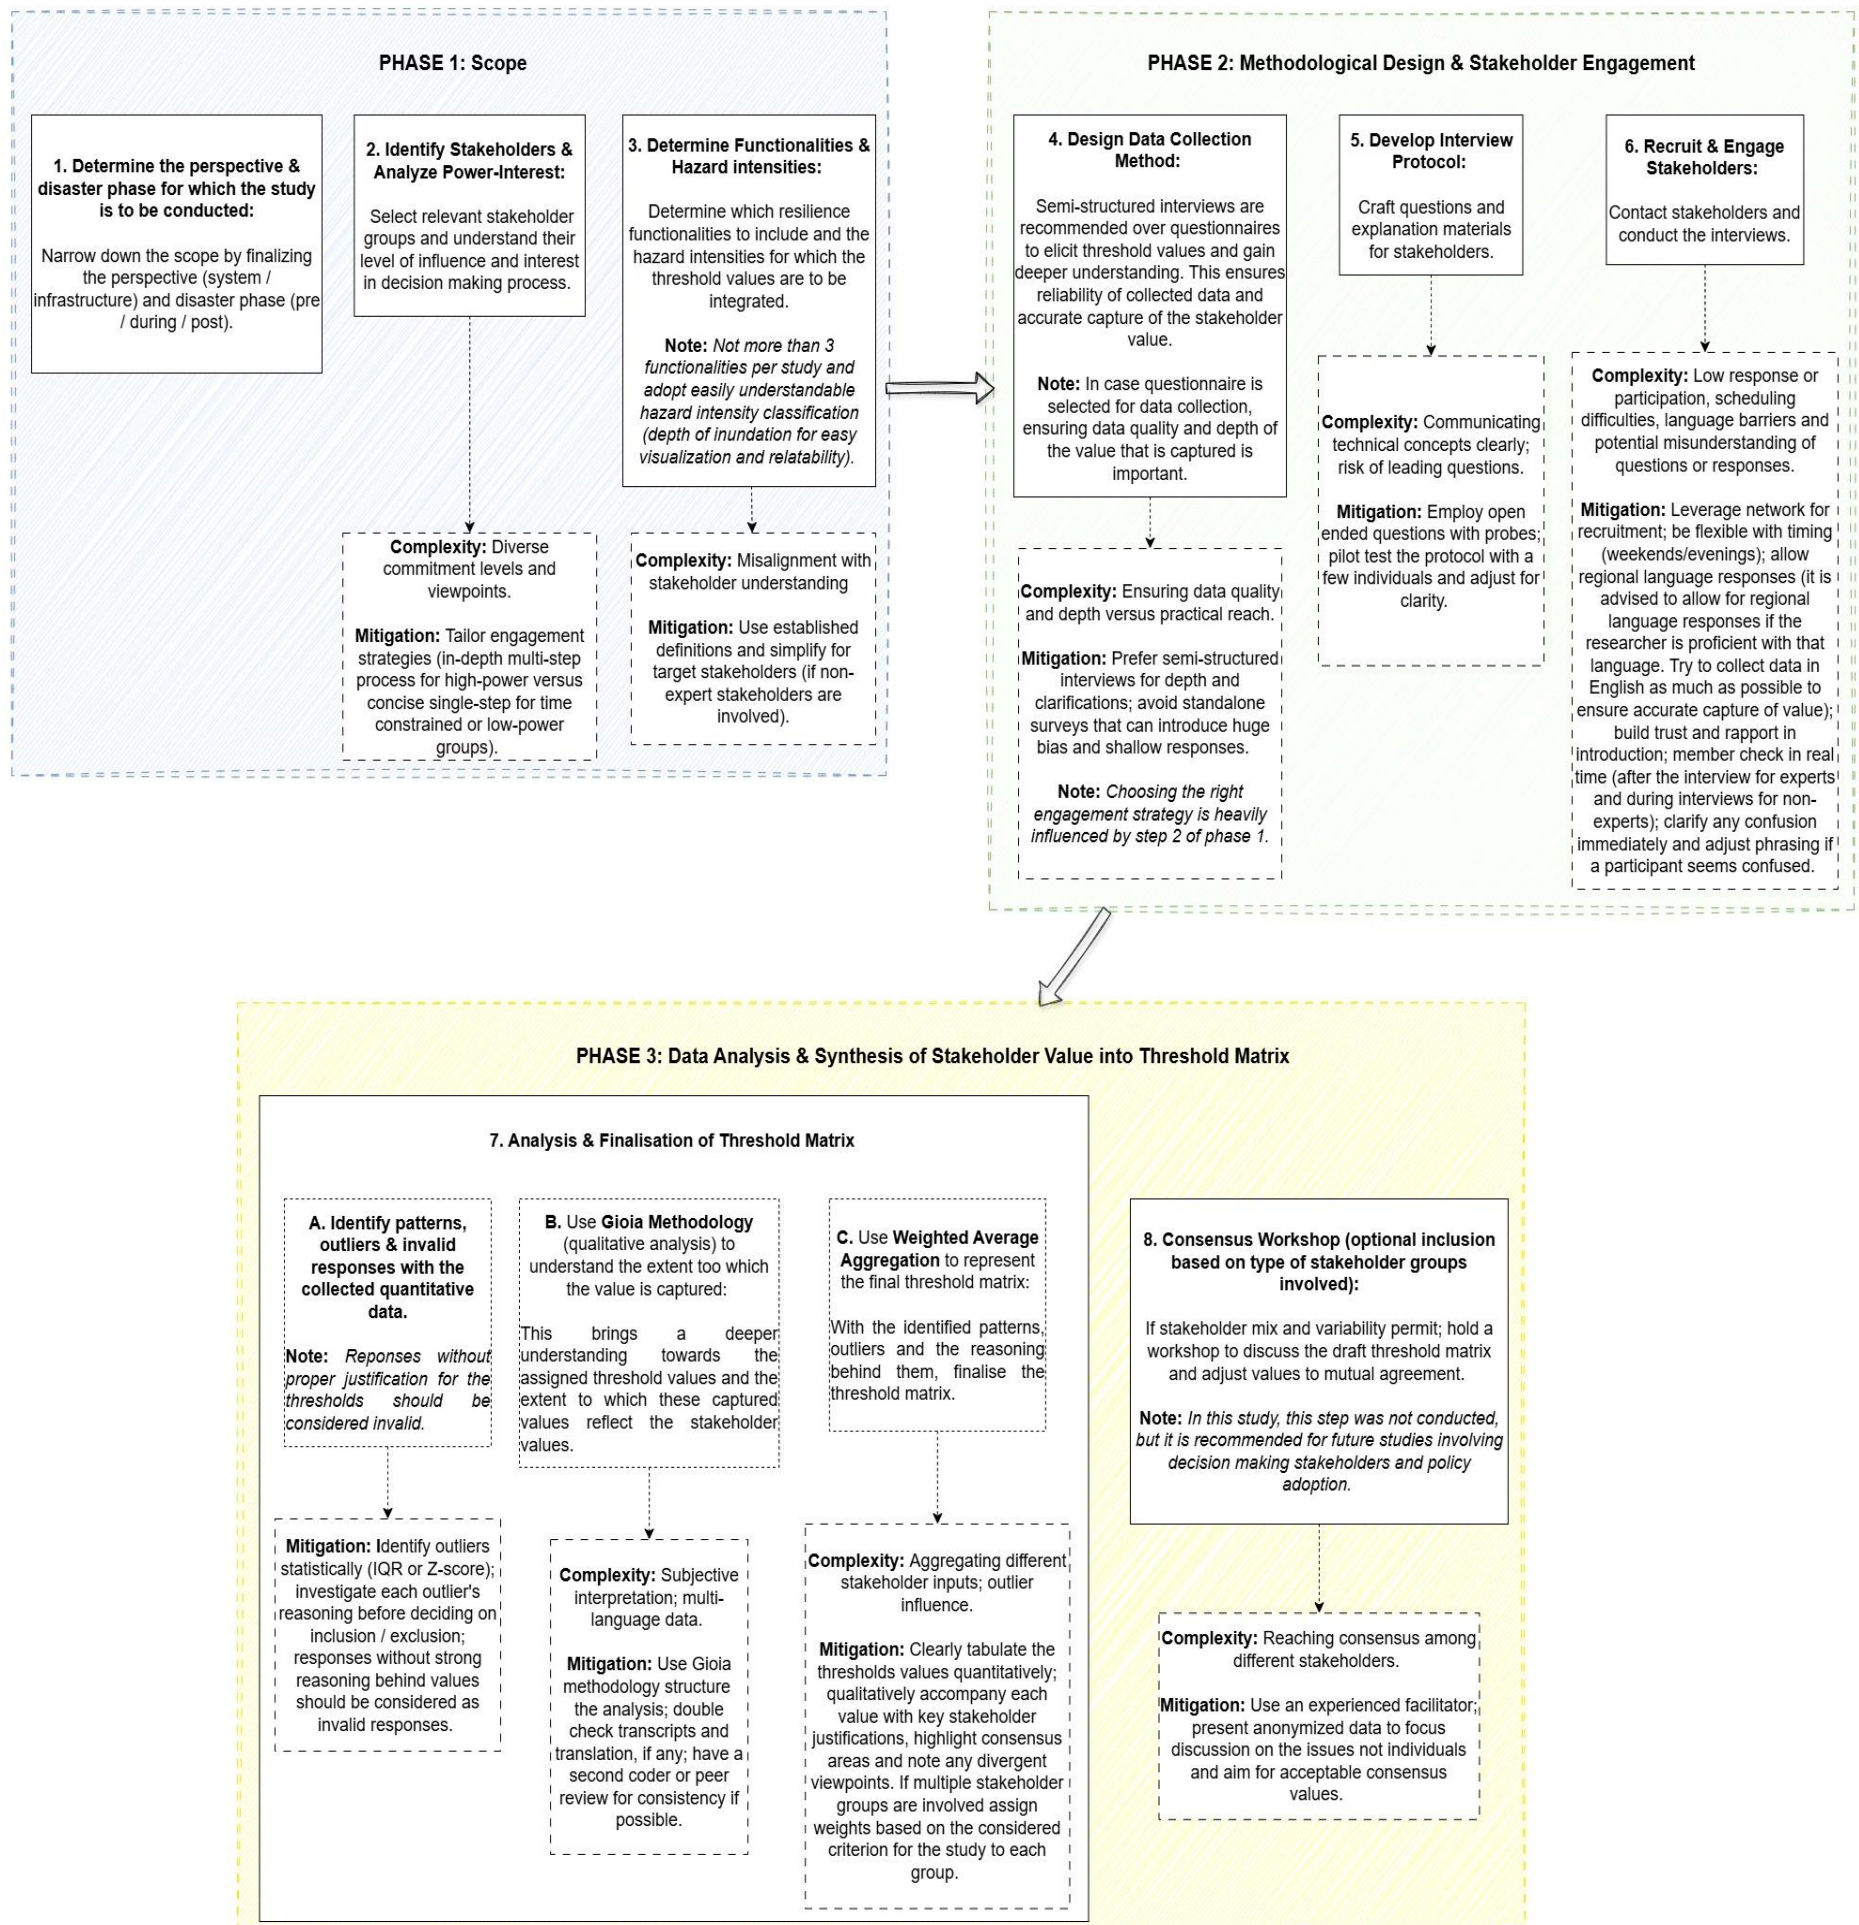 PHASE 1: Scope
1. Determine the perspective &
disaster phase for which the study
is to be conducted:
Narrow down the scope by finalizing
the perspective (system /
infrastructure) and disaster phase (pre
/ during / post).
2. Identify Stakeholders &
Analyze Power-Interest:
Select relevant stakeholder
groups and understand their
level of influence and interest
in decision making process.
Complexity: Diverse
commitment levels and
viewpoints.
Mitigation: Tailor engagement
strategies (in-depth multi-step
process for high-power versus
concise single-step for time
constrained or low-power
groups).
3. Determine Functionalities &
Hazard intensities:
Determine which resilience
functionalities to include and the
hazard intensities for which the
threshold values are to be
integrated.
Note: Not more than 3
functionalities per study and
adopt easily understandable
hazard intensity classification
(depth of inundation for easy
visualization and relatability).
Complexity: Misalignment with
stakeholder understanding
Mitigation: Use established
definitions and simplify for
target stakeholders (if non-
expert stakeholders are
involved).
PHASE 2: Methodological Design & Stakeholder Engagement
4. Design Data Collection
Method:
Semi-structured interviews are
recommended over questionnaires
to elicit threshold values and gain
deeper understanding. This ensures
reliability of collected data and
accurate capture of the stakeholder
value.
Note: In case questionnaire is
selected for data collection,
ensuring data quality and depth of
the value that is captured is
important.
Complexity: Ensuring data quality
and depth versus practical reach.
Mitigation: Prefer semi-structured
interviews for depth and
clarifications; avoid standalone
surveys that can introduce huge
bias and shallow responses.
Note: Choosing the right
engagement strategy is heavily
influenced by step 2 of phase 1.
5. Develop Interview
Protocol:
Craft questions and
explanation materials
for stakeholders.
Complexity: Communicating
technical concepts clearly;
risk of leading questions.
Mitigation: Employ open
ended questions with probes;
pilot test the protocol with a
few individuals and adjust for
clarity.
6. Recruit & Engage
Stakeholders:
Contact stakeholders and
conduct the interviews.
Complexity: Low response or
participation, scheduling
difficulties, language barriers and
potential misunderstanding of
questions or responses.
Mitigation: Leverage network for
recruitment; be flexible with timing
(weekends/evenings); allow
regional language responses (it is
advised to allow for regional
language responses if the
researcher is proficient with that
language. Try to collect data in
English as much as possible to
ensure accurate capture of value);
build trust and rapport in
introduction; member check in real
time (after the interview for experts
and during interviews for non-
experts); clarify any confusion
immediately and adjust phrasing if
a participant seems confused.
PHASE 3: Data Analysis & Synthesis of Stakeholder Value into Threshold Matrix
7. Analysis & Finalisation of Threshold Matrix
A. Identify patterns,
outliers & invalid
responses with the
collected quantitative
data.
Note: Reponses without
proper justification for the
thresholds should be
considered invalid.
Mitigation: Identify outliers
statistically (IQR or Z-score);
investigate each outlier's
reasoning before deciding on
inclusion / exclusion;
responses without strong
reasoning behind values
should be considered as
invalid responses.
B. Use Gioia Methodology
(qualitative analysis) to
understand the extent too which
the value is captured:
This brings a deeper
understanding towards the
assigned threshold values and the
extent to which these captured
values reflect the stakeholder
values.
Complexity: Subjective
interpretation; multi-
language data.
Mitigation: Use Gioia
methodology structure
the analysis; double
check transcripts and
translation, if any; have a
second coder or peer
review for consistency if
possible.
C. Use Weighted Average
Aggregation to represent
the final threshold matrix:
With the identified patterns,
outliers and the reasoning
behind them, finalise the
threshold matrix.
Complexity: Aggregating different
stakeholder inputs; outlier
influence.
Mitigation: Clearly tabulate the
thresholds values quantitatively;
qualitatively accompany each
value with key stakeholder
justifications, highlight consensus
areas and note any divergent
viewpoints. If multiple stakeholder
groups are involved assign
weights based on the considered
criterion for the study to each
group.
8. Consensus Workshop (optional inclusion
based on type of stakeholder groups
involved):
If stakeholder mix and variability permit; hold a
workshop to discuss the draft threshold matrix
and adjust values to mutual agreement.
Note: In this study, this step was not conducted,
but it is recommended for future studies involving
decision making stakeholders and policy
adoption.
Complexity: Reaching consensus among
different stakeholders.
Mitigation: Use an experienced facilitator;
present anonymized data to focus
discussion on the issues not individuals
and aim for acceptable consensus
values.